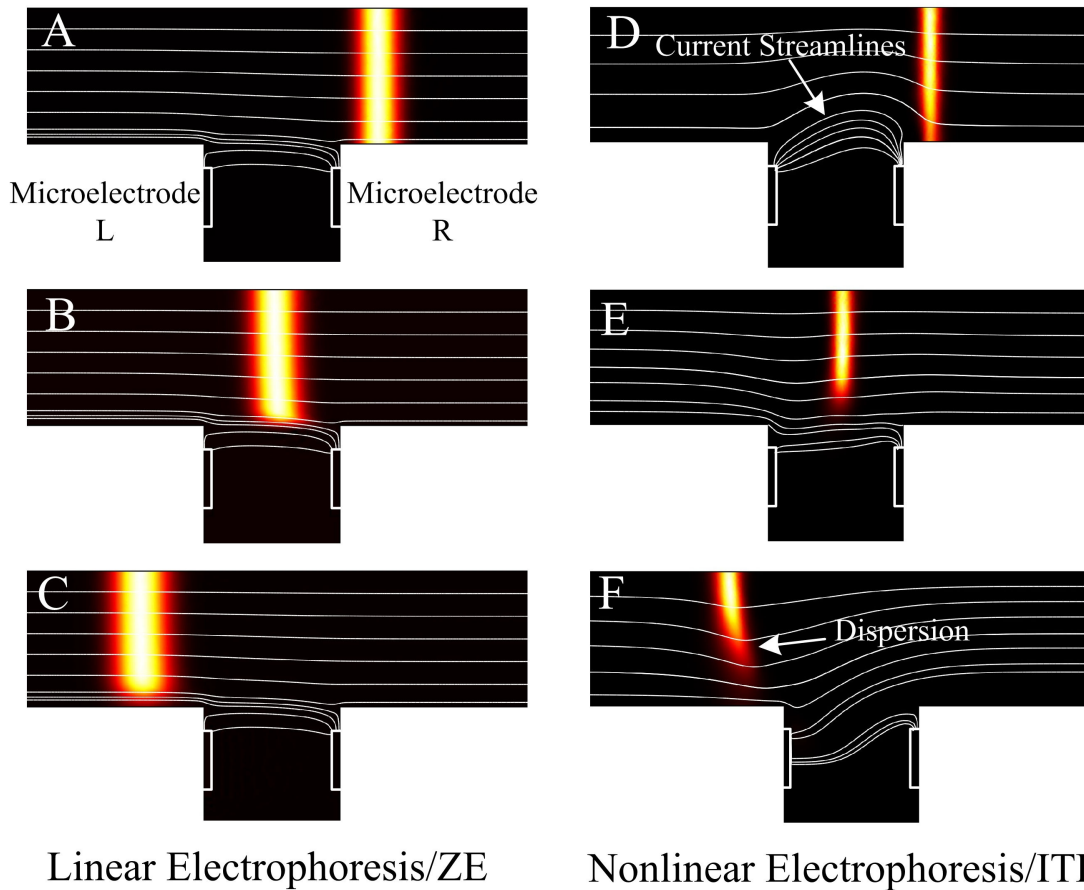 A
D
Current Streamlines
Microelectrode
L
Microelectrode
R
B
E
C
F
Dispersion
Linear Electrophoresis/ZE
Nonlinear Electrophoresis/IT